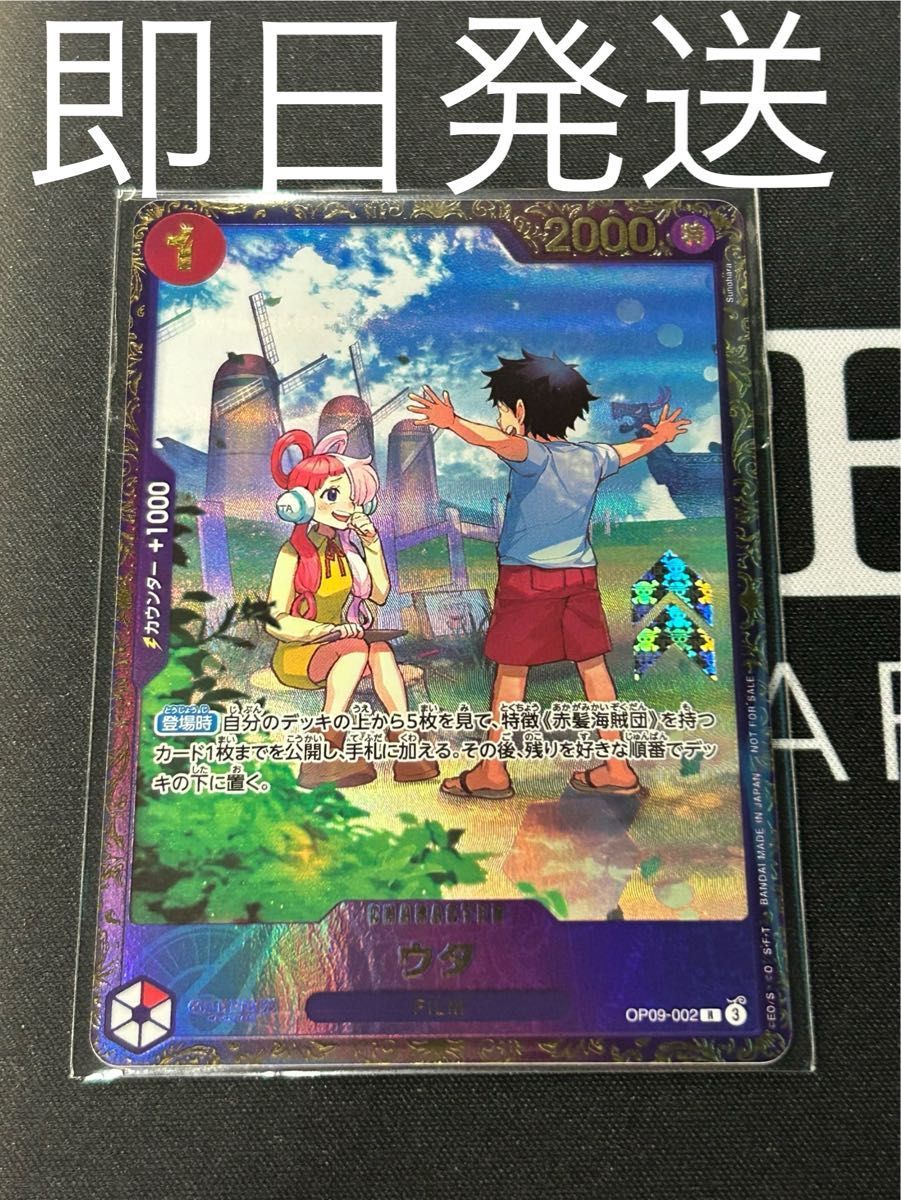 即日発送
1
2000 特
Sunohara
TA
カウンター +1000
登場時 自分のデッキの上から5枚を見て、特徴《赤髪海賊団》を持つ
カード1枚までを公開し、手札に加える。その後、残りを好きな順番でデッ
キの下に置く。
CHARACTER
ウタ
FILM
OP09-002 R 3
BANDAI MADE IN JAPAN NOT FOR SALE